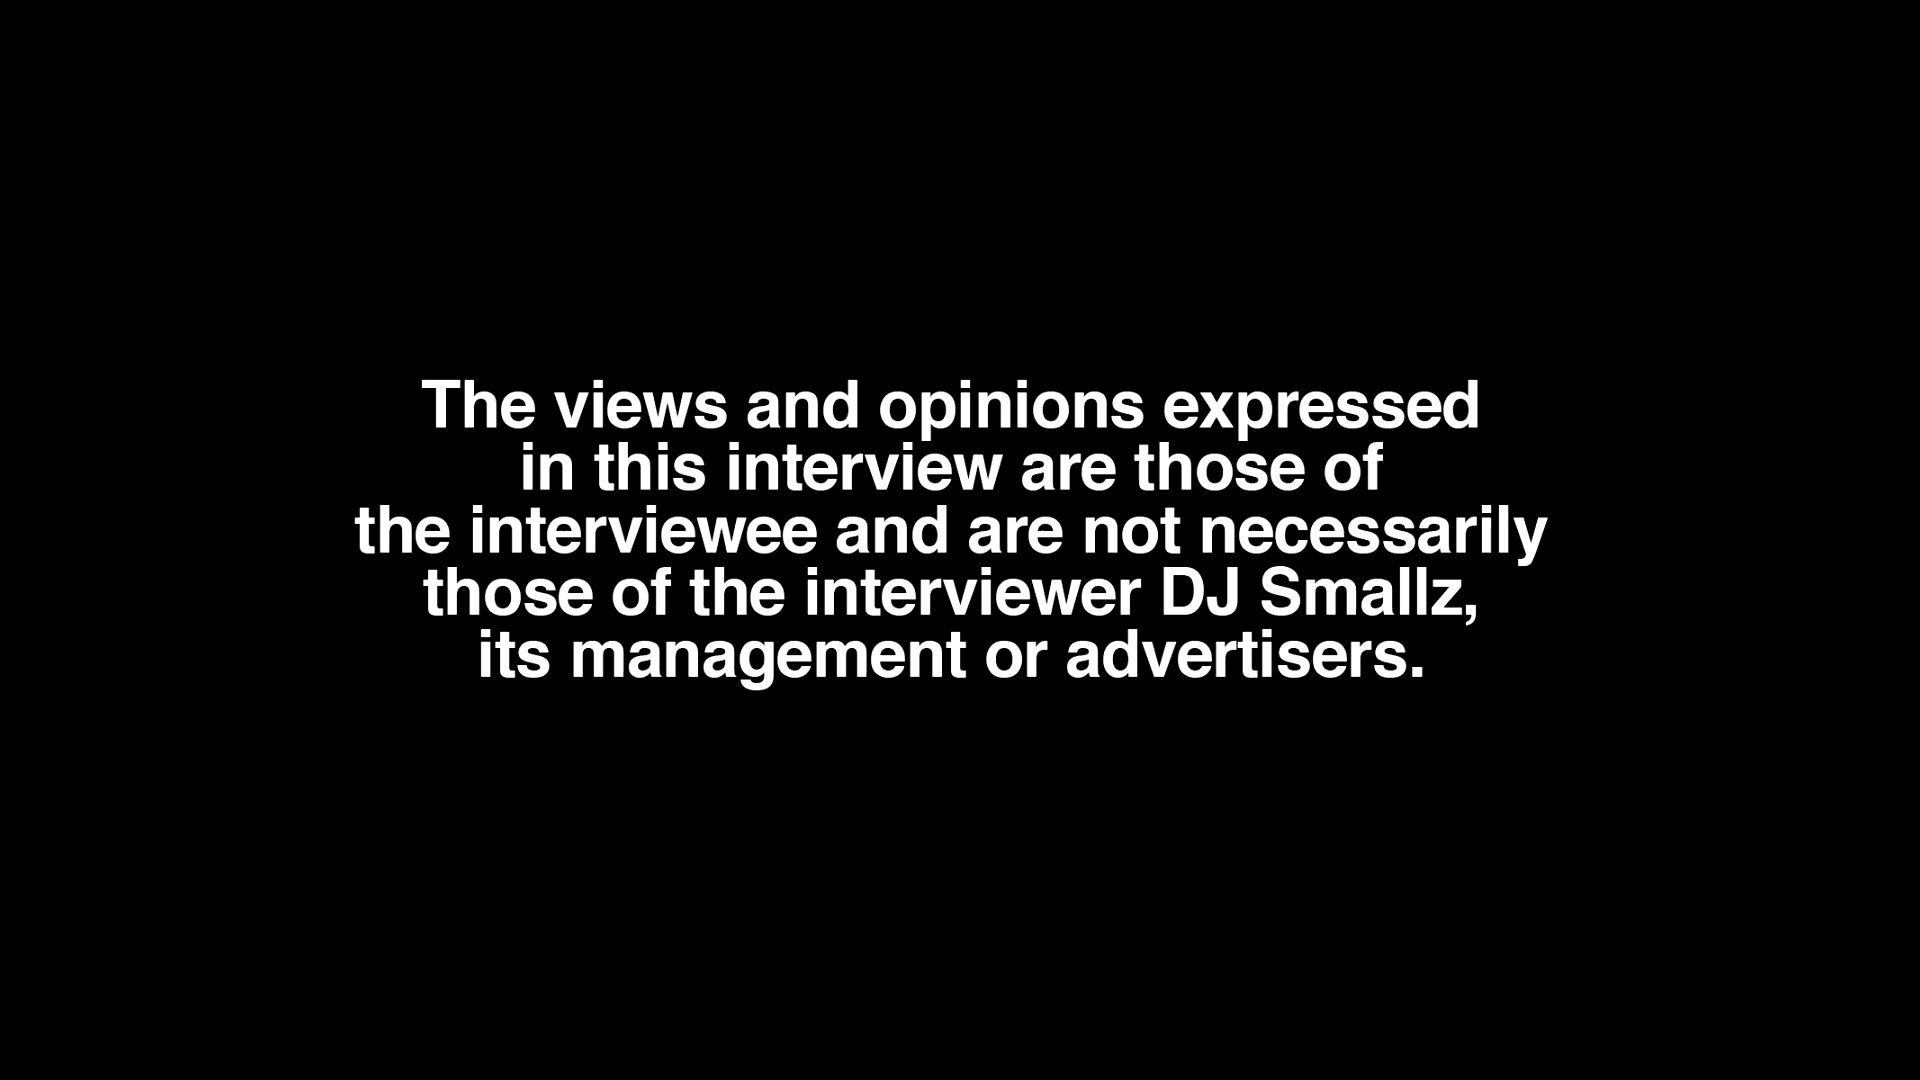 The views and opinions expressed
in this interview are those of
the interviewee and are not necessarily
those of the interviewer DJ Smallz,
its management or advertisers.